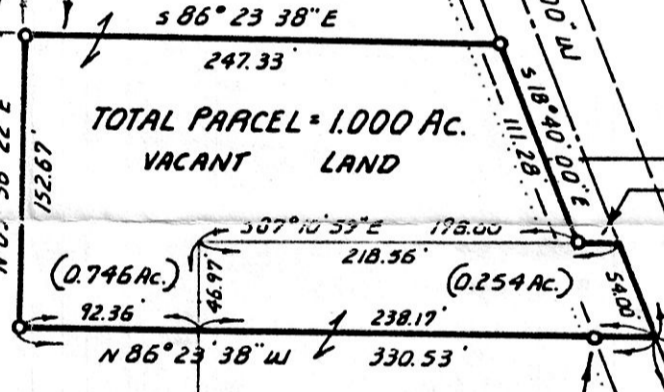 S 86° 23' 38" E
247.33'
TOTAL PARCEL = 1.000 Ac.
VACANT LAND
152.67'
S 18° 40' 00" E
111.28'
00" W
S 87° 10' 59" E 198.00
218.56'
(0.746 Ac.)
46.97'
(0.254 Ac.)
54.00'
92.36'
238.17'
N 86° 23' 38" W
330.53'